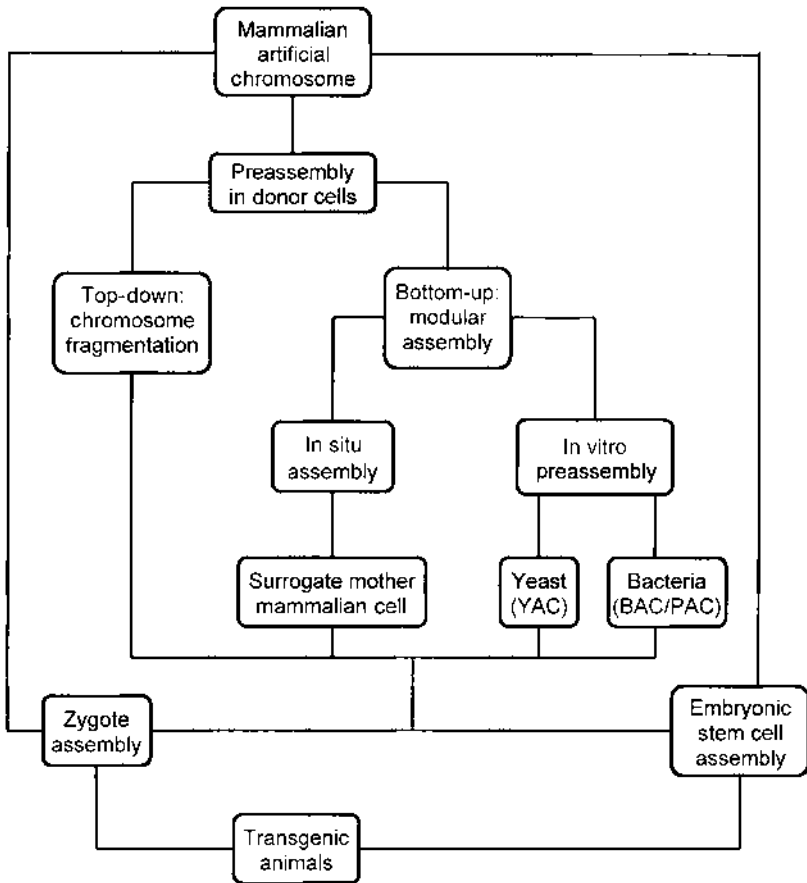 Mammalian
artificial
chromosome
Preassembly
in donor cells
Top-down:
chromosome
fragmentation
Bottom-up:
modular
assembly
In situ
assembly
In vitro
preassembly
Surrogate mother
mammalian cell
Yeast
(YAC)
Bacteria
(BAC/PAC)
Zygote
assembly
Embryonic
stem cell
assembly
Transgenic
animals